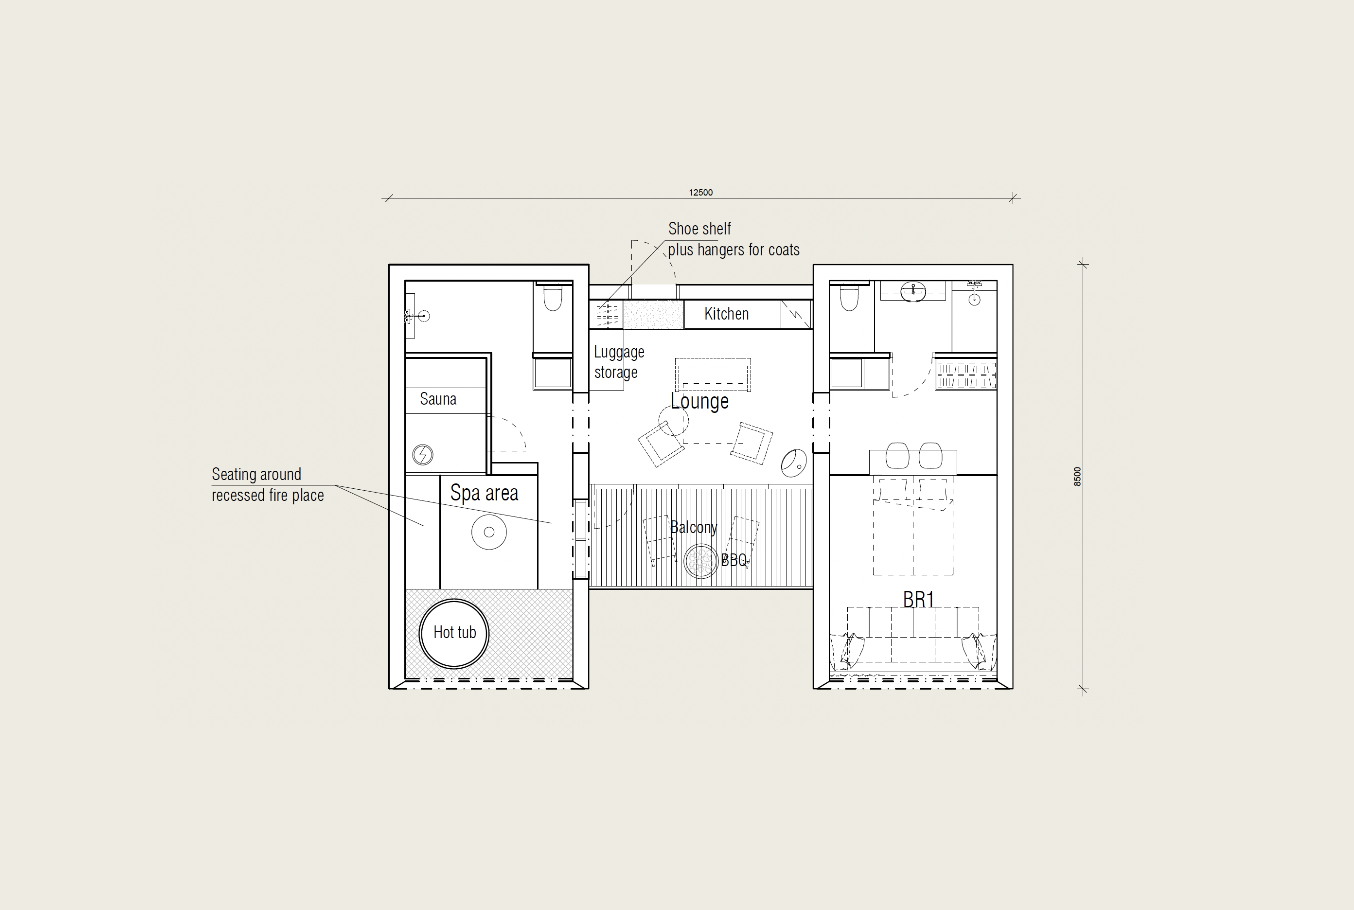 12500
Shoe shelf
plus hangers for coats
Kitchen
Luggage
storage
Lounge
Sauna
Seating around
recessed fire place
Spa area
8500
Balcony
BBQ
BR1
Hot tub